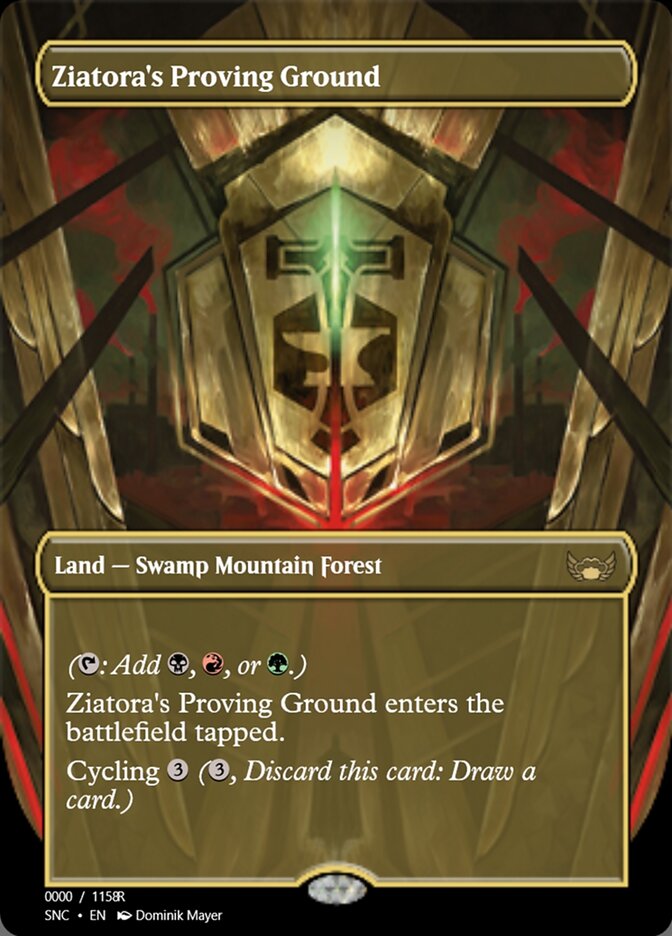 Ziatora's Proving Ground
Land — Swamp Mountain Forest
(: Add , , or .)
Ziatora's Proving Ground enters the
battlefield tapped.
Cycling 3 (3, Discard this card: Draw a
card.)
0000 / 1158R
SNC • EN Dominik Mayer